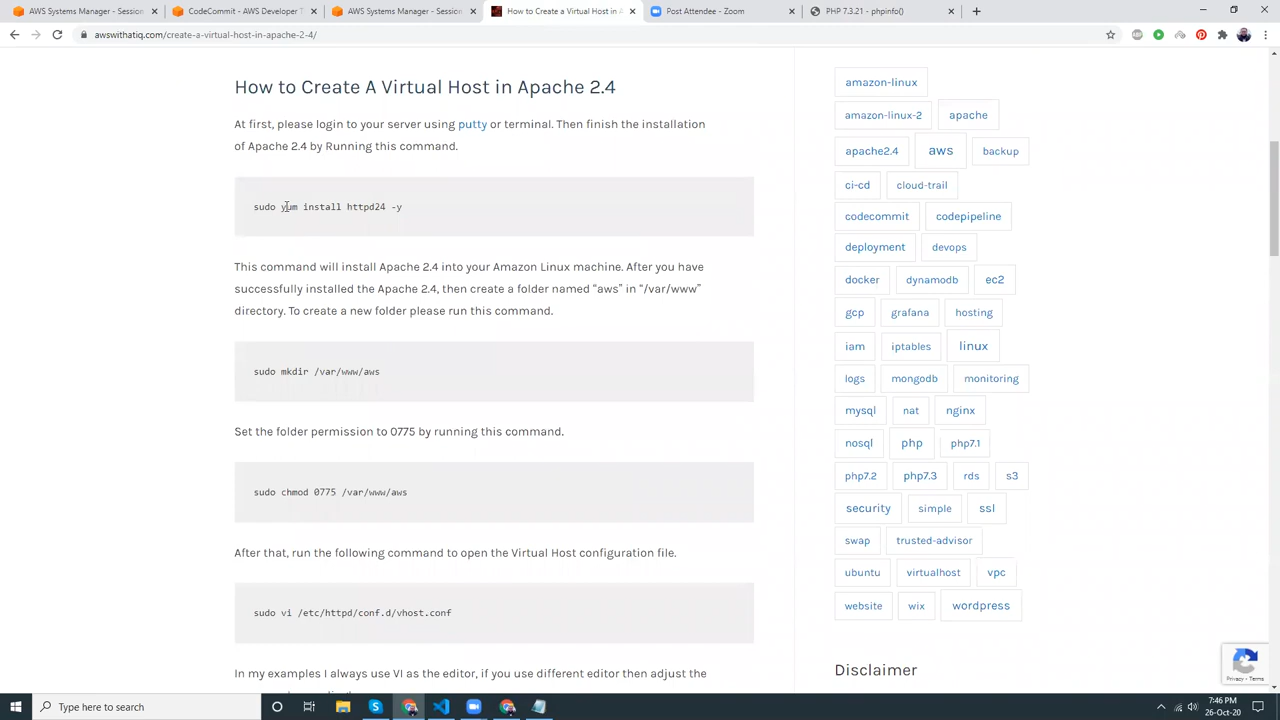 AWS Systems Manager - Session
CodeCommit - AWS Developer T
AWS Systems Manager - Session
How to Create a Virtual Host in A
Post Attendee - Zoom
PHP 7.3.21 - phpinfo()
awswithatiq.com/create-a-virtual-host-in-apache-2-4/
How to Create A Virtual Host in Apache 2.4
At first, please login to your server using putty or terminal. Then finish the installation
of Apache 2.4 by Running this command.
sudo yum install httpd24 -y
This command will install Apache 2.4 into your Amazon Linux machine. After you have
successfully installed the Apache 2.4, then create a folder named “aws” in “/var/www”
directory. To create a new folder please run this command.
sudo mkdir /var/www/aws
Set the folder permission to 0775 by running this command.
sudo chmod 0775 /var/www/aws
After that, run the following command to open the Virtual Host configuration file.
sudo vi /etc/httpd/conf.d/vhost.conf
In my examples I always use VI as the editor, if you use different editor then adjust the
amazon-linux
amazon-linux-2 apache
apache2.4 aws backup
ci-cd cloud-trail
codecommit codepipeline
deployment devops
docker dynamodb ec2
gcp grafana hosting
iam iptables linux
logs mongodb monitoring
mysql nat nginx
nosql php php7.1
php7.2 php7.3 rds s3
security simple ssl
swap trusted-advisor
ubuntu virtualhost vpc
website wix wordpress
Disclaimer
Privacy - Terms
Type here to search
7:46 PM
26-Oct-20